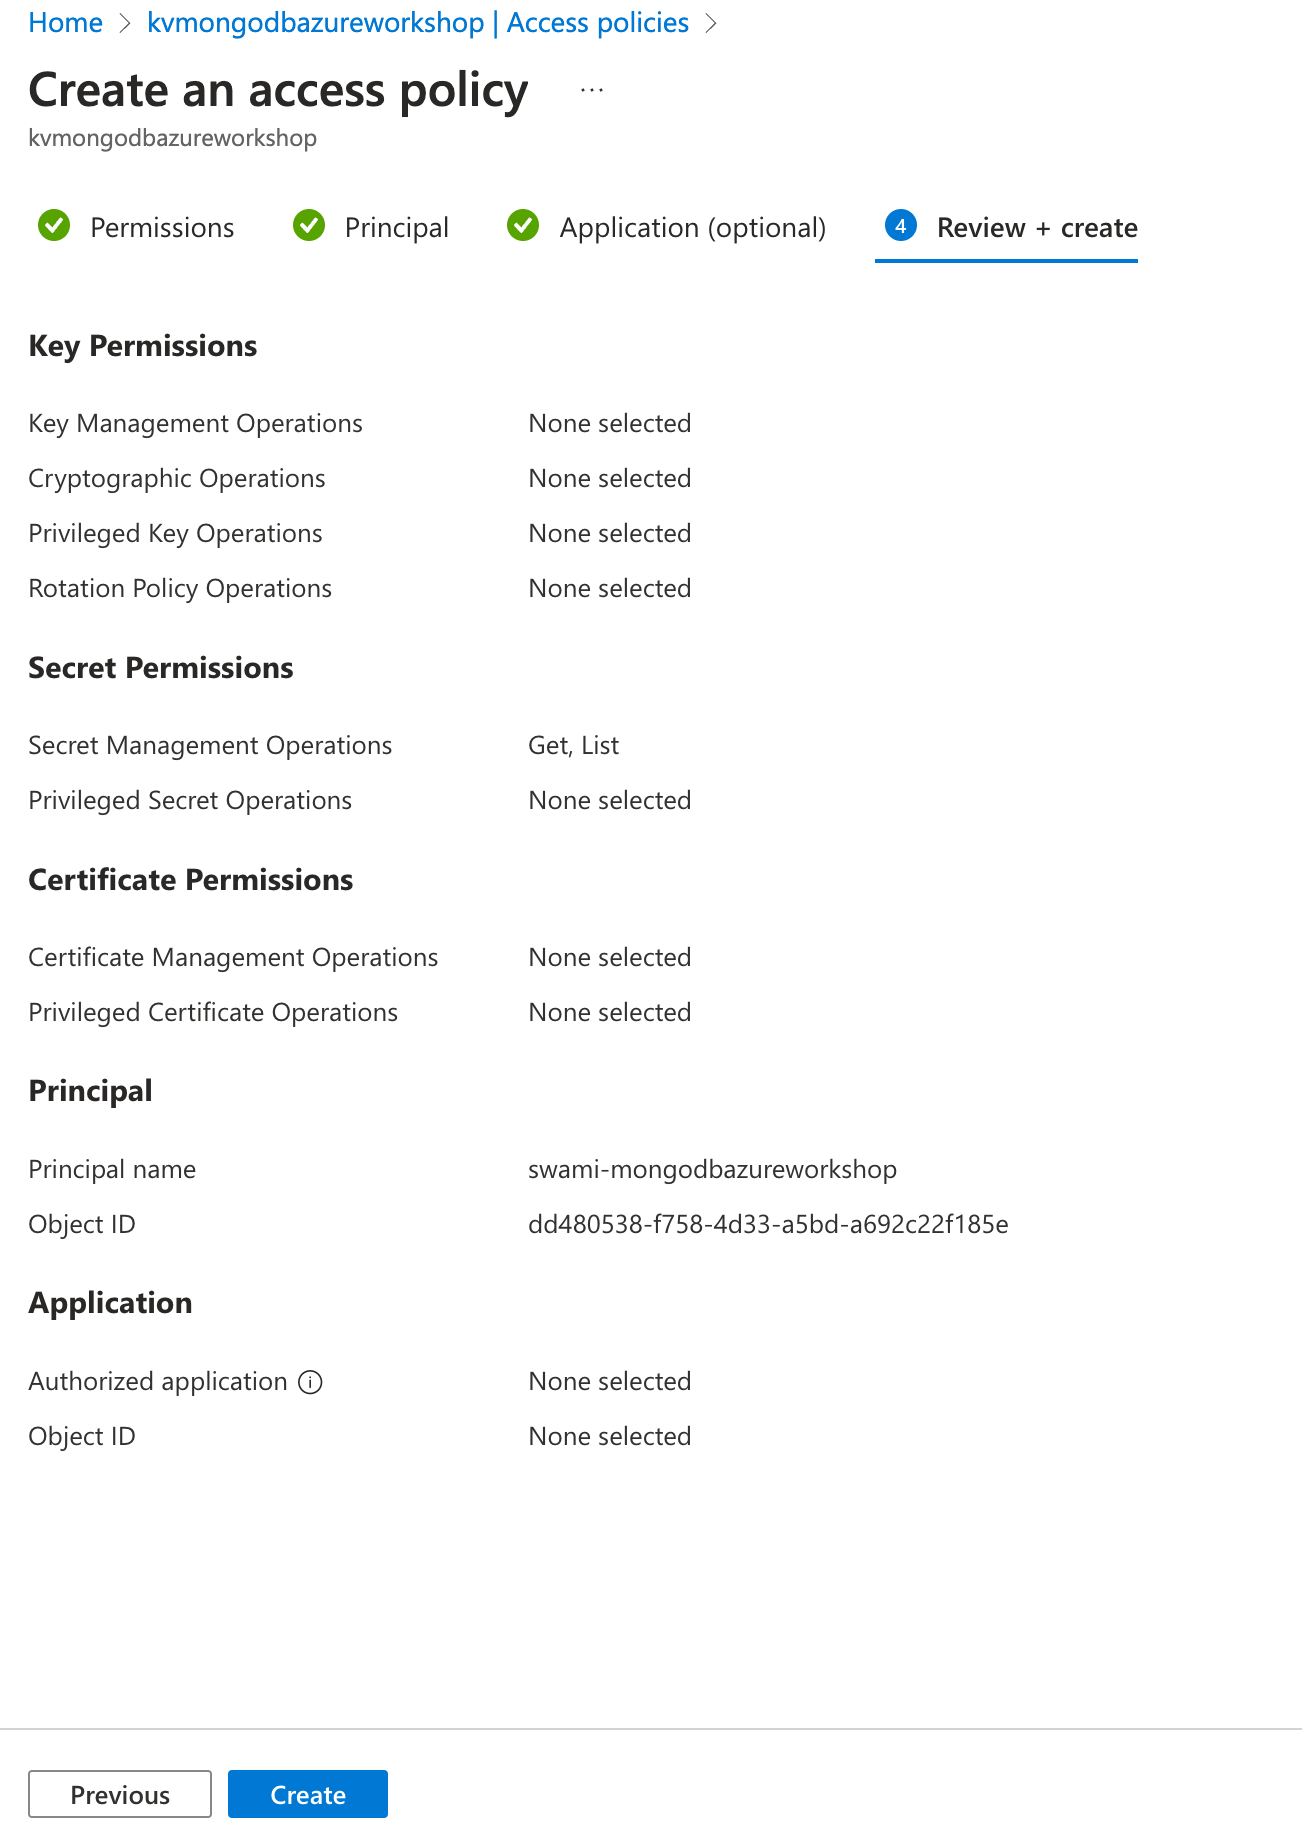 Home > kvmongodbazureworkshop | Access policies >
Create an access policy ...
kvmongodbazureworkshop
Permissions Principal Application (optional) 4 Review + create
Key Permissions
Key Management Operations None selected
Cryptographic Operations None selected
Privileged Key Operations None selected
Rotation Policy Operations None selected
Secret Permissions
Secret Management Operations Get, List
Privileged Secret Operations None selected
Certificate Permissions
Certificate Management Operations None selected
Privileged Certificate Operations None selected
Principal
Principal name swami-mongodbazureworkshop
Object ID dd480538-f758-4d33-a5bd-a692c22f185e
Application
Authorized application None selected
Object ID None selected
Previous Create